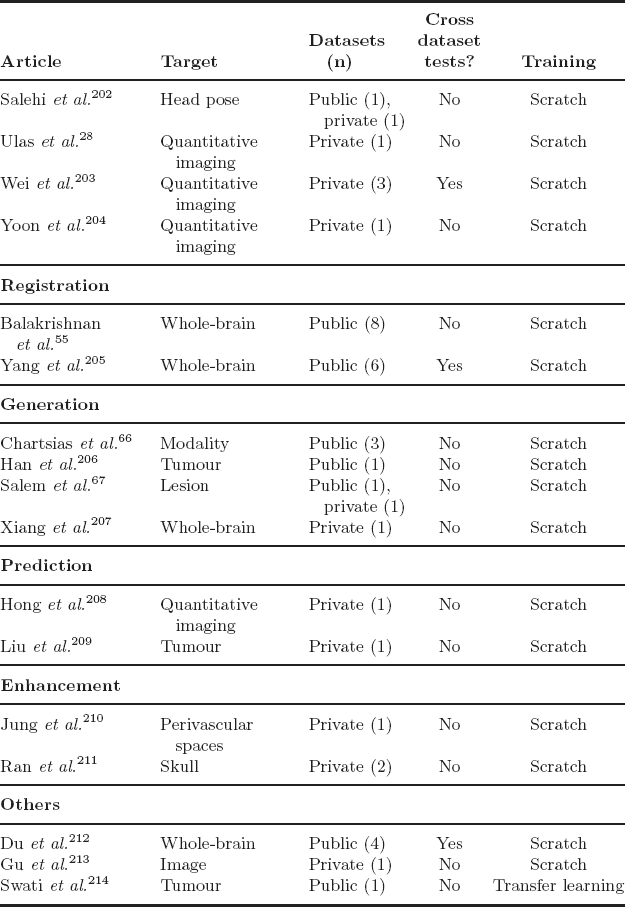 Cross
Datasets dataset
Article Target (n) tests? Training
Salehi et al.202 Head pose Public (1), No Scratch
private (1)
Ulas et al.28 Quantitative Private (1) No Scratch
imaging
Wei et al.203 Quantitative Private (3) Yes Scratch
imaging
Yoon et al.204 Quantitative Private (1) No Scratch
imaging
Registration
Balakrishnan Whole-brain Public (8) No Scratch
et al.55
Yang et al.205 Whole-brain Public (6) Yes Scratch
Generation
Chartsias et al.66 Modality Public (3) No Scratch
Han et al.206 Tumour Public (1) No Scratch
Salem et al.67 Lesion Public (1), No Scratch
private (1)
Xiang et al.207 Whole-brain Private (1) No Scratch
Prediction
Hong et al.208 Quantitative Private (1) No Scratch
imaging
Liu et al.209 Tumour Private (1) No Scratch
Enhancement
Jung et al.210 Perivascular Private (1) No Scratch
spaces
Ran et al.211 Skull Private (2) No Scratch
Others
Du et al.212 Whole-brain Public (4) Yes Scratch
Gu et al.213 Image Private (1) No Scratch
Swati et al.214 Tumour Public (1) No Transfer learning